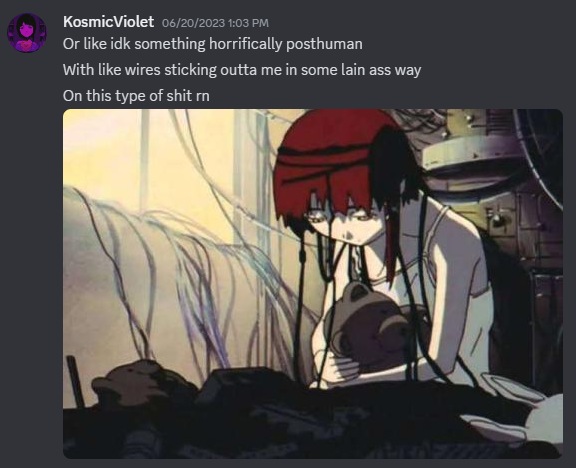 KosmicViolet 06/20/2023 1:03 PM
Or like idk something horrifically posthuman
With like wires sticking outta me in some lain ass way
On this type of shit rn